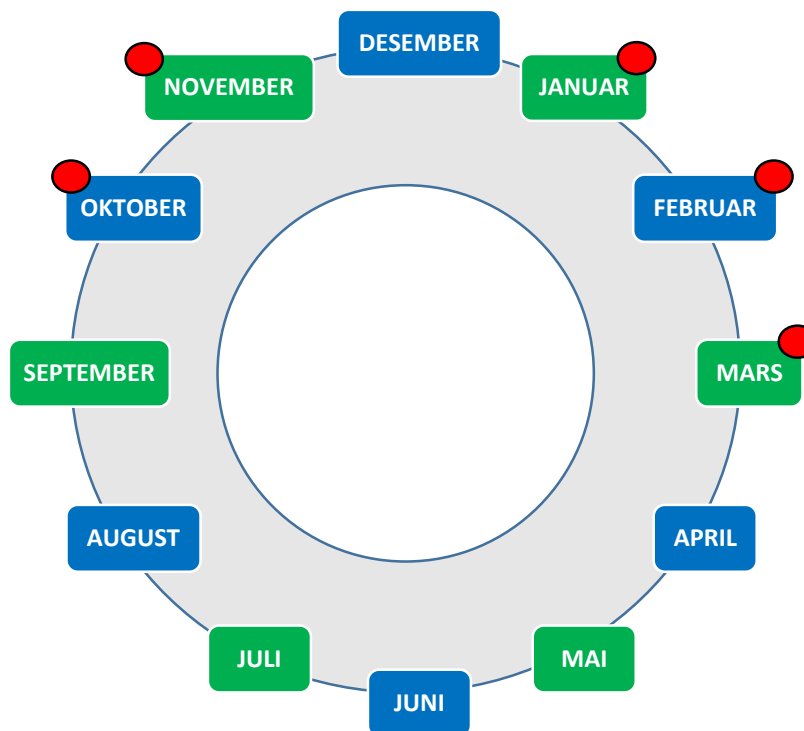 DESEMBER
JANUAR
FEBRUAR
MARS
APRIL
MAI
JUNI
JULI
AUGUST
SEPTEMBER
OKTOBER
NOVEMBER